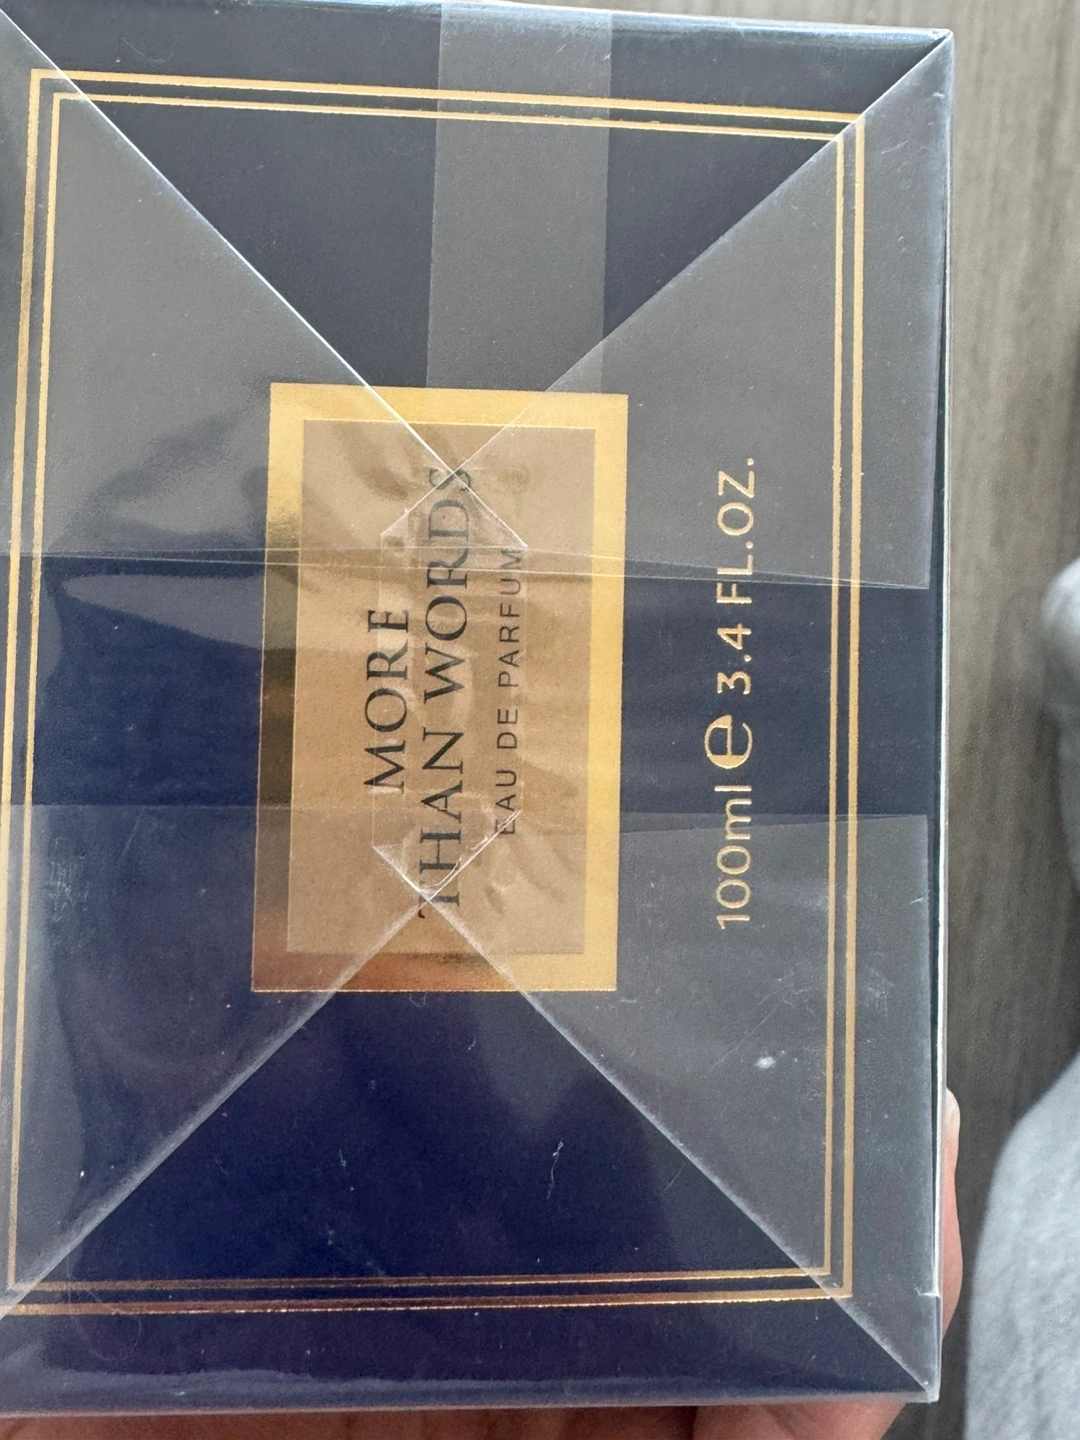 MORE
THAN WORDS
EAU DE PARFUM
100ml ℮ 3.4 FL.OZ.